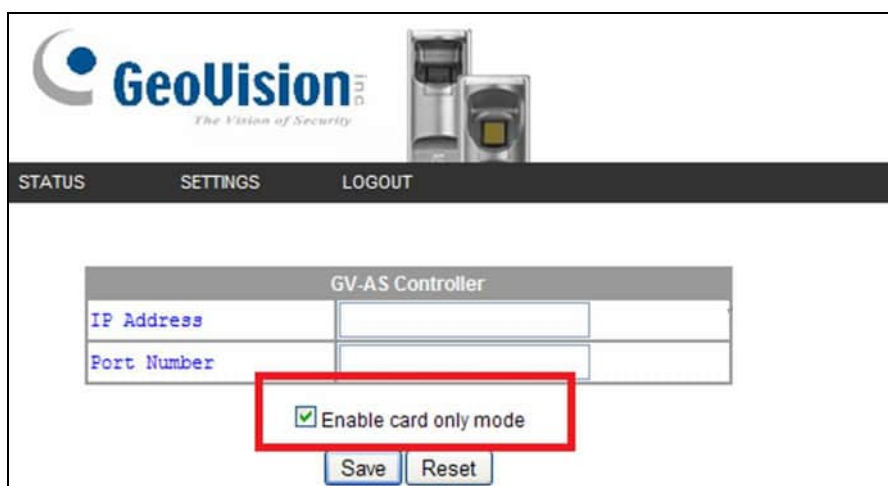 GeoVision inc
The Vision of Security
STATUS SETTINGS LOGOUT
GV-AS Controller
IP Address
Port Number
Enable card only mode
Save Reset